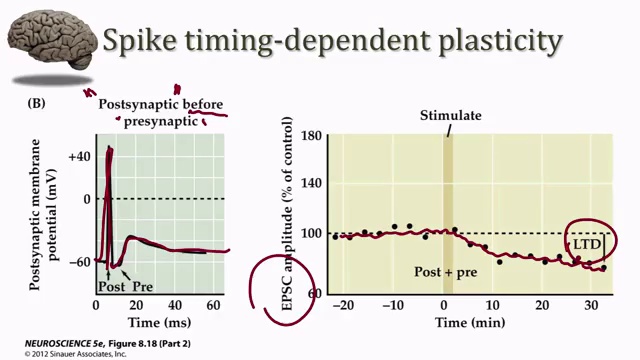 Spike timing-dependent plasticity
(B)
Postsynaptic before
presynaptic
Postsynaptic membrane
potential (mV)
+40
0
−60
Post Pre
0 20 40 60
Time (ms)
Stimulate
EPSC amplitude (% of control)
180
140
100
60
LTD
Post + pre
−20 −10 0 10 20 30
Time (min)
NEUROSCIENCE 5e, Figure 8.18 (Part 2)
© 2012 Sinauer Associates, Inc.